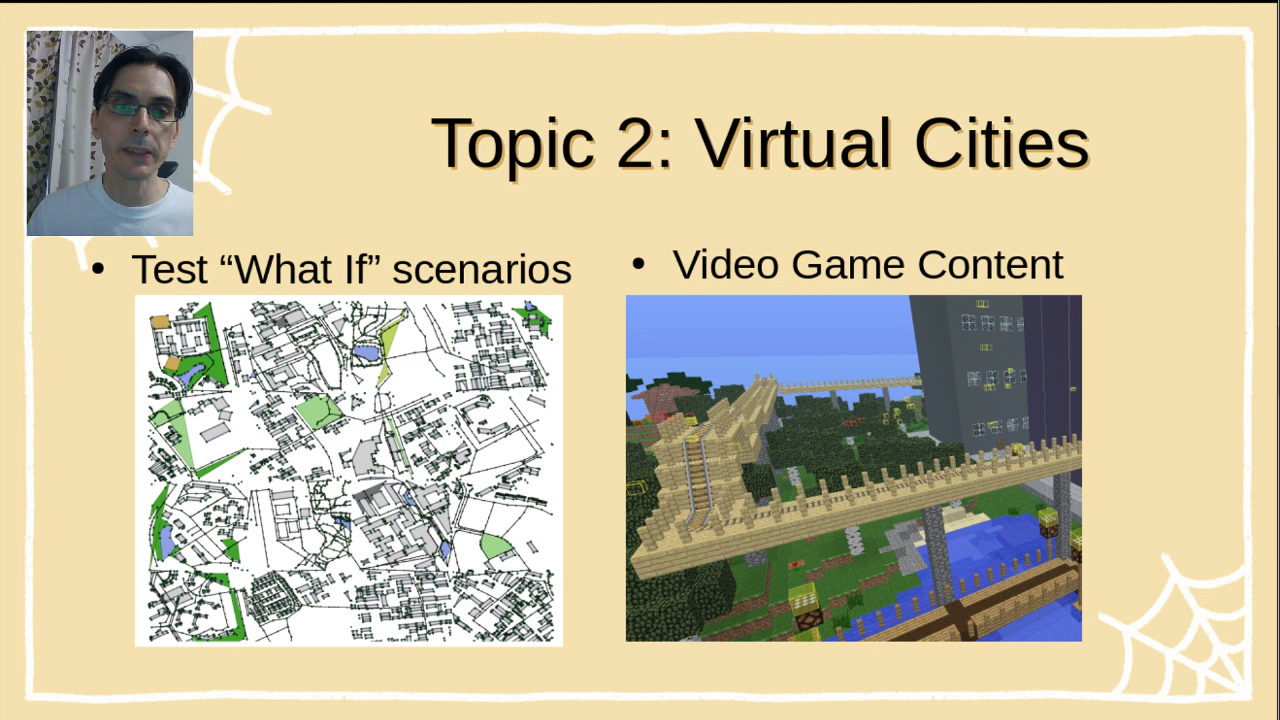 Topic 2: Virtual Cities
• Test “What If” scenarios
• Video Game Content